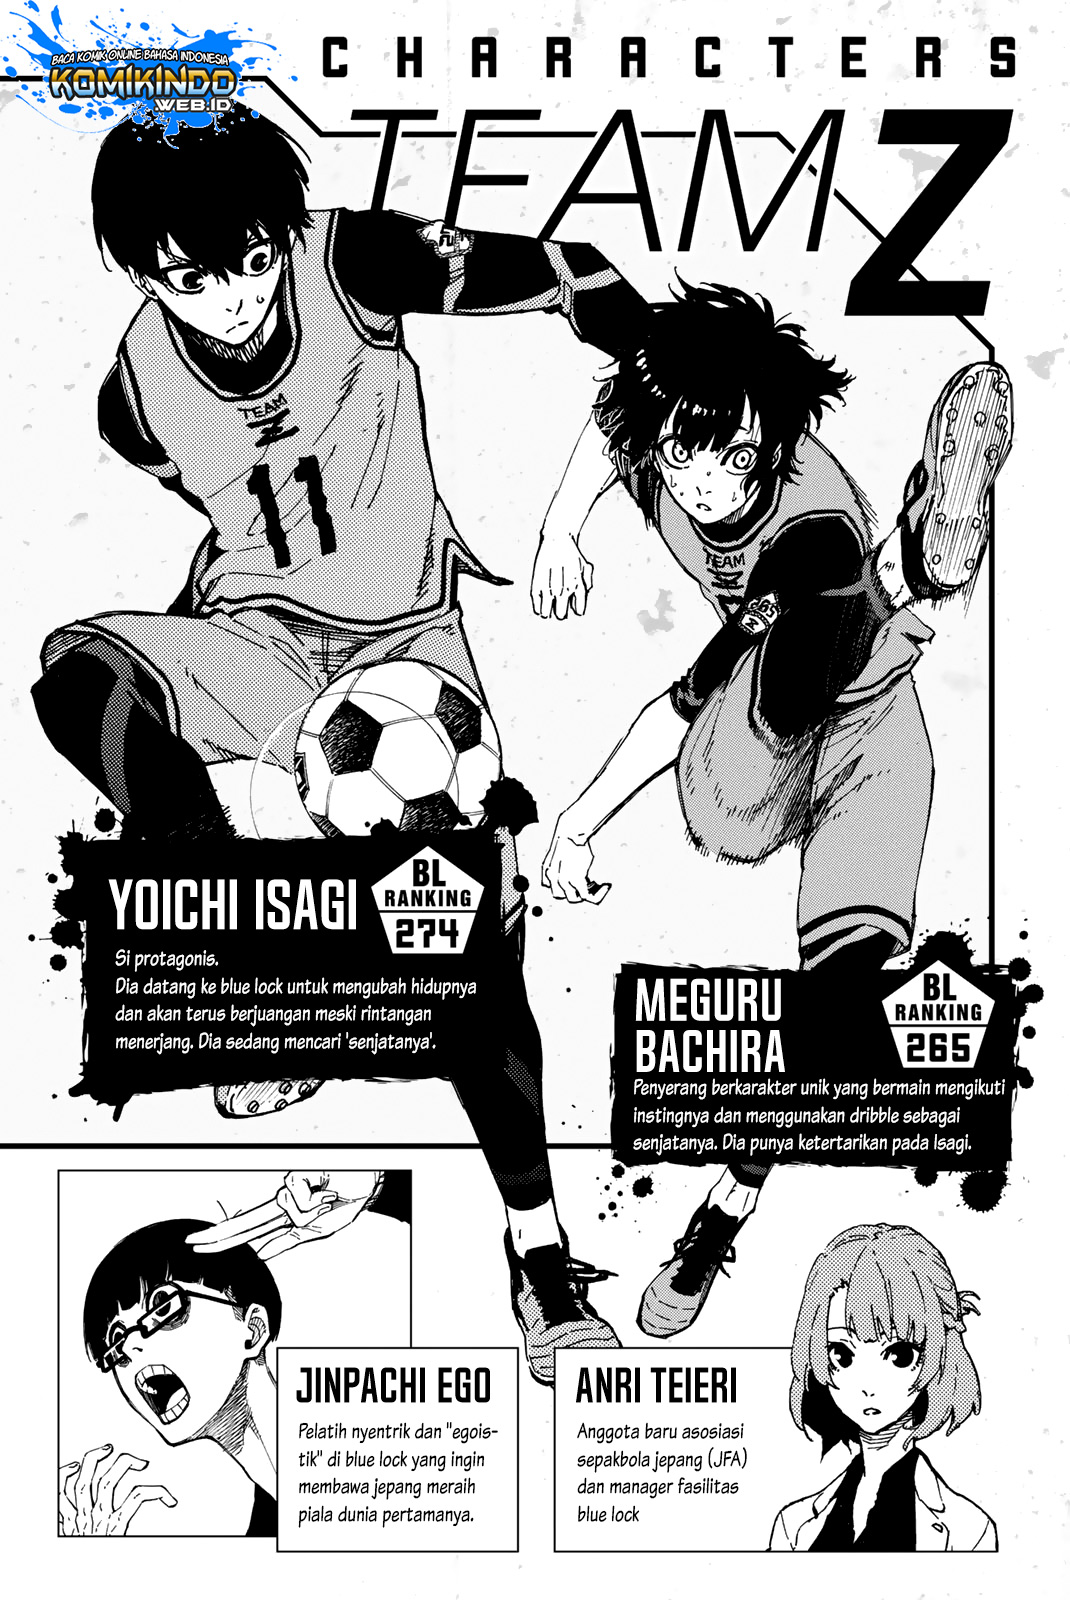 BACA KOMIK ONLINE BAHASA INDONESIA
KOMIKINDO
WEB.ID
CHARACTERS
TEAM Z
TEAM
Z
11
TEAM
Z
YOICHI ISAGI
BL
RANKING
274
Si protagonis.
Dia datang ke blue lock untuk mengubah hidupnya
dan akan terus berjuangan meski rintangan
menerjang. Dia sedang mencari 'senjatanya'.
MEGURU
BACHIRA
BL
RANKING
265
Penyerang berkarakter unik yang bermain mengikuti
instingnya dan menggunakan dribble sebagai
senjatanya. Dia punya ketertarikan pada Isagi.
JINPACHI EGO
Pelatih nyentrik dan "egois-
tik" di blue lock yang ingin
membawa jepang meraih
piala dunia pertamanya.
ANRI TEIERI
Anggota baru asosiasi
sepakbola jepang (JFA)
dan manager fasilitas
blue lock